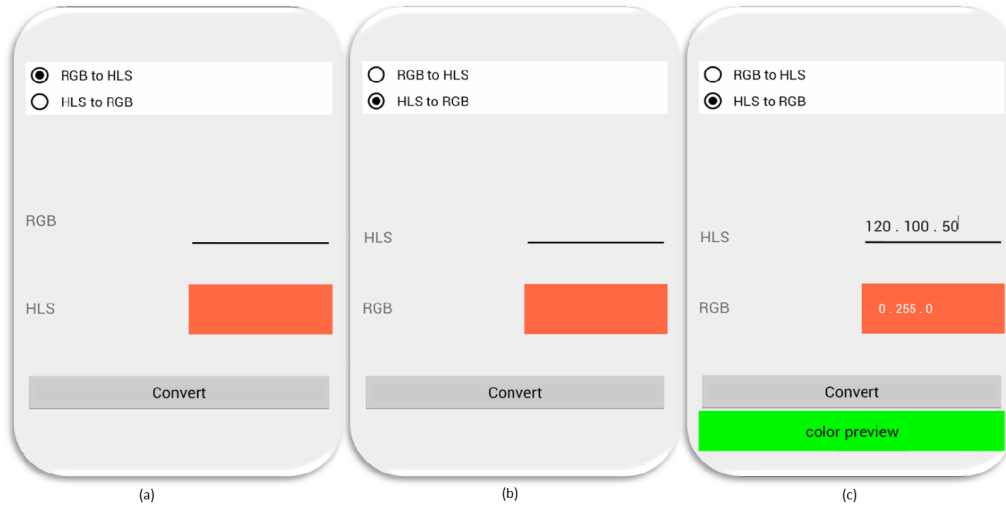 RGB to HLS
HLS to RGB
RGB
HLS
Convert
(a)
RGB to HLS
HLS to RGB
HLS
RGB
Convert
(b)
RGB to HLS
HLS to RGB
HLS 120 . 100 . 50
RGB 0 . 255 . 0
Convert
color preview
(c)